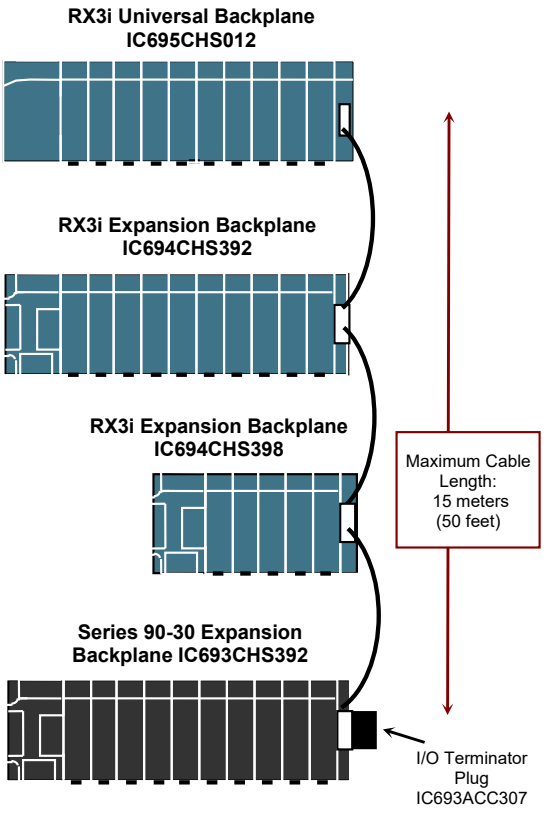 RX3i Universal Backplane
IC695CHS012
RX3i Expansion Backplane
IC694CHS392
RX3i Expansion Backplane
IC694CHS398
Maximum Cable
Length:
15 meters
(50 feet)
Series 90-30 Expansion
Backplane IC693CHS392
I/O Terminator
Plug
IC693ACC307